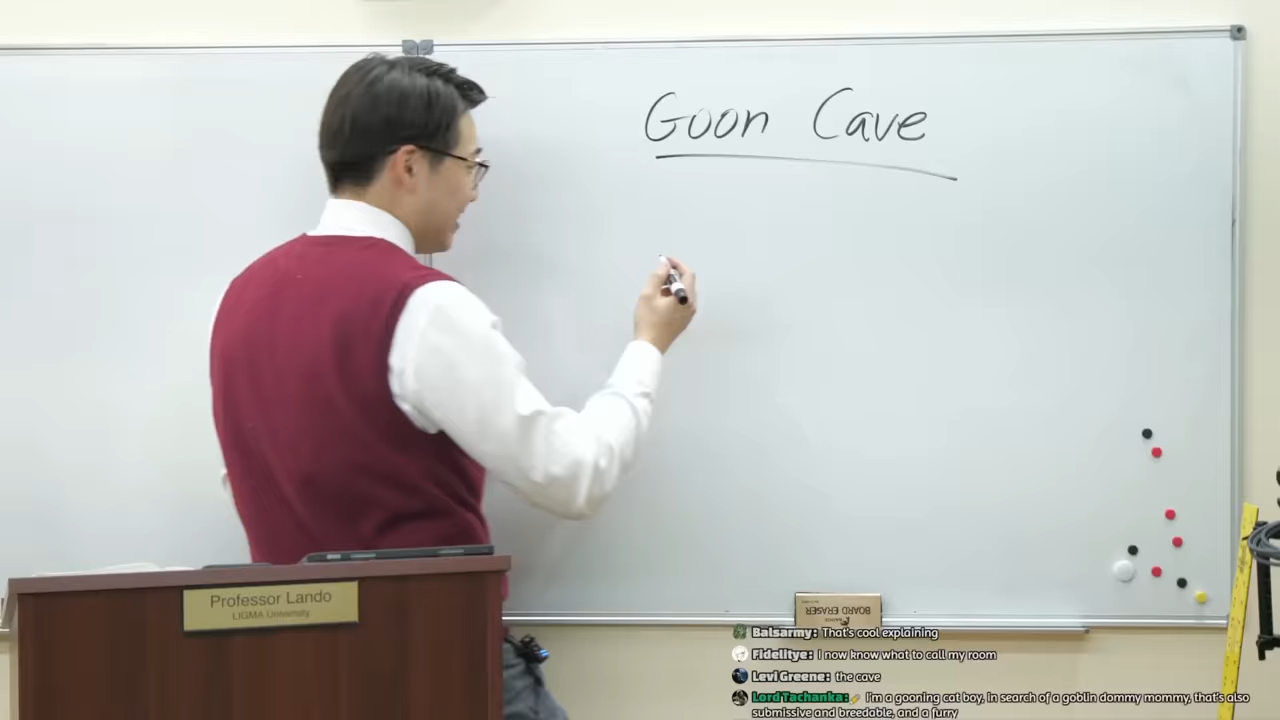 Goon Cave
Professor Lando
LIGMA University
BOARD ERASER
Balsarmy: That's cool explaining
Fidelitye: I now know what to call my room
Levi Greene: the cave
Lord Tachanka: I'm a gooning cat boy, in search of a goblin dommy mommy, that's also
submissive and breedable, and a furry